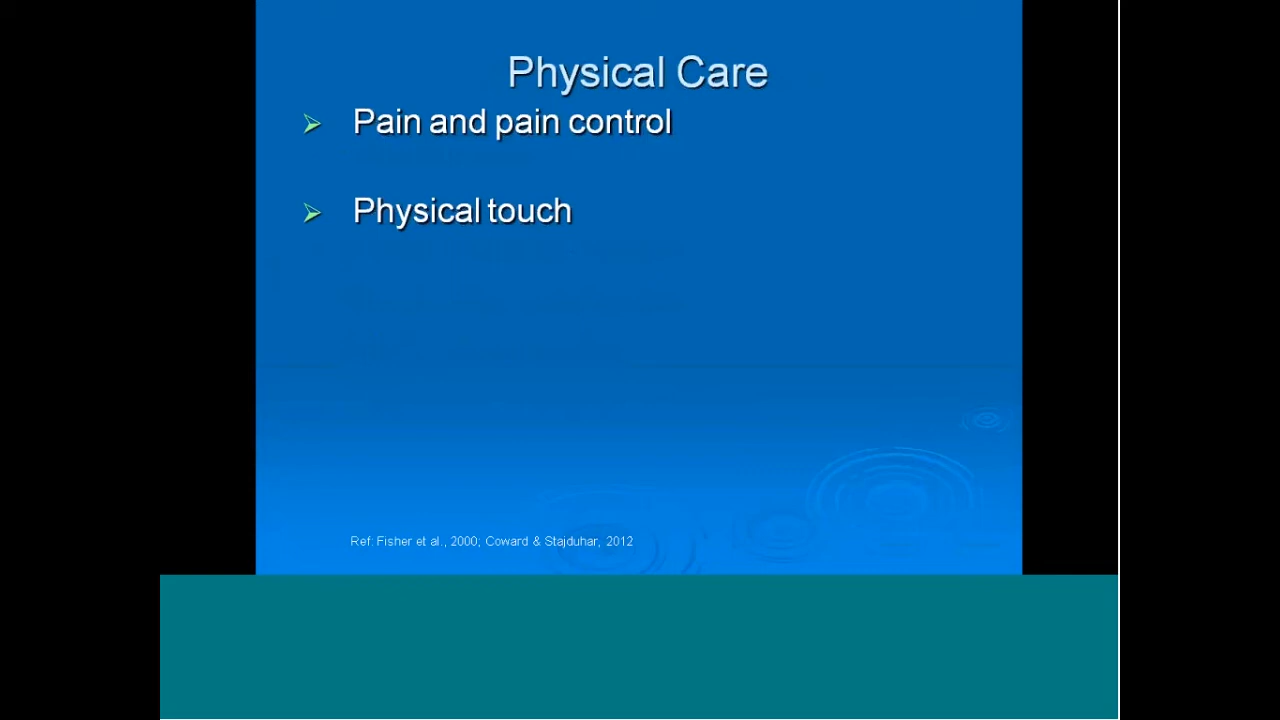 Physical Care
Pain and pain control
Physical touch
Ref: Fisher et al., 2000; Coward & Stajduhar, 2012